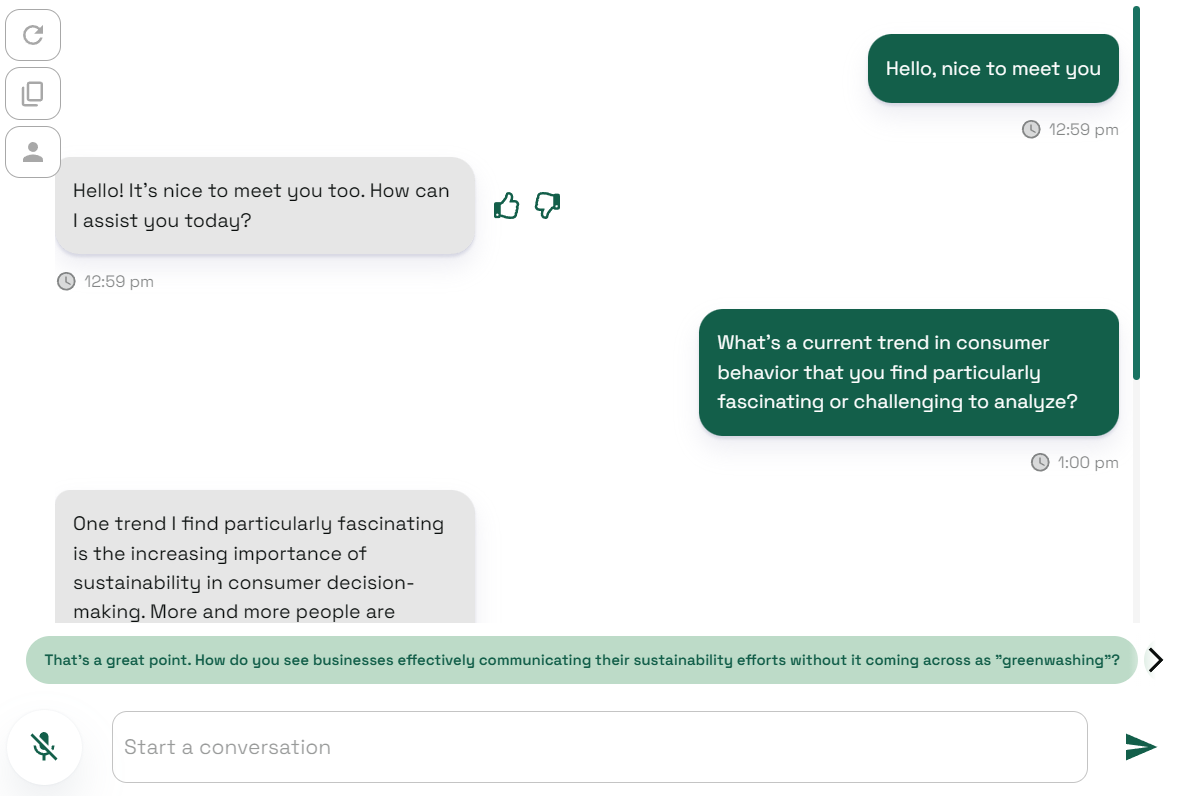 Hello, nice to meet you
12:59 pm
Hello! It's nice to meet you too. How can
I assist you today?
12:59 pm
What's a current trend in consumer
behavior that you find particularly
fascinating or challenging to analyze?
1:00 pm
One trend I find particularly fascinating
is the increasing importance of
sustainability in consumer decision-
making. More and more people are
That's a great point. How do you see businesses effectively communicating their sustainability efforts without it coming across as "greenwashing"?
Start a conversation